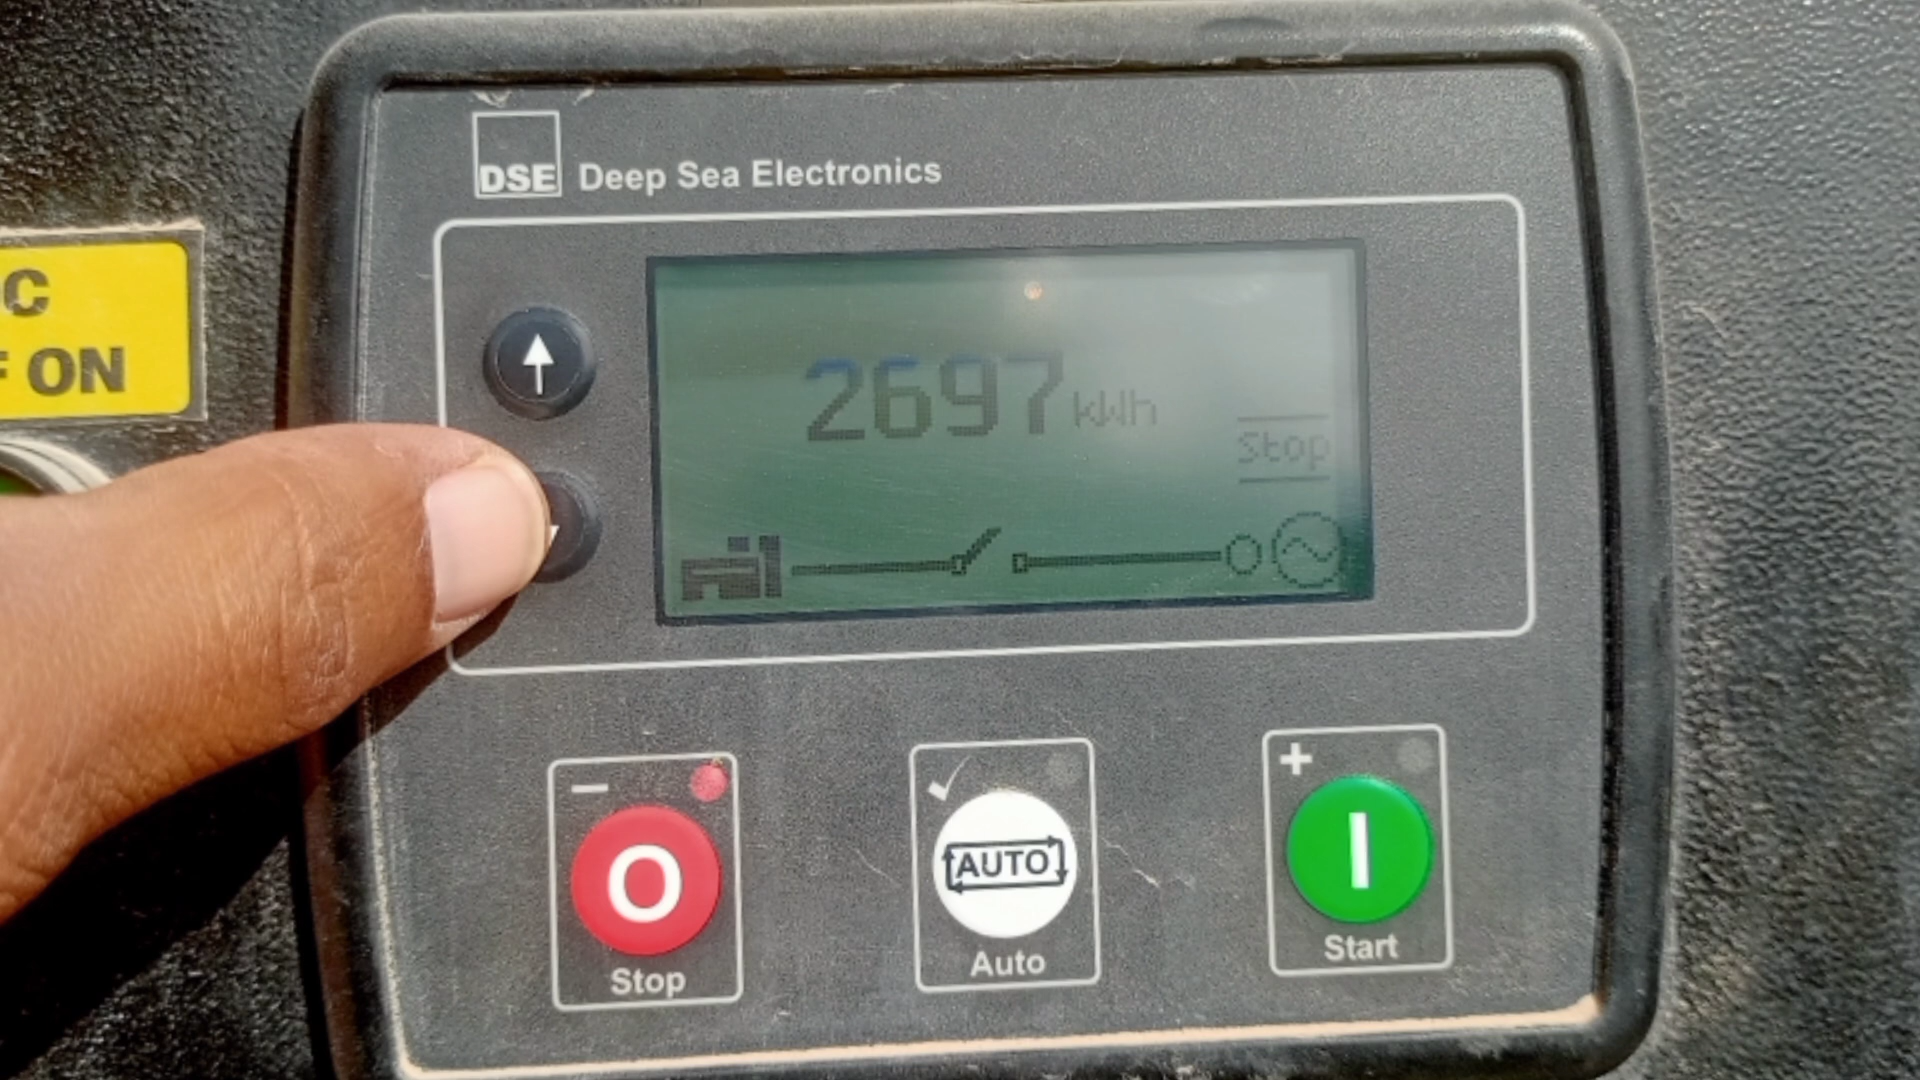 DSE Deep Sea Electronics
C
F ON
2697 kWh
Stop
O
Stop
AUTO
Auto
I
Start